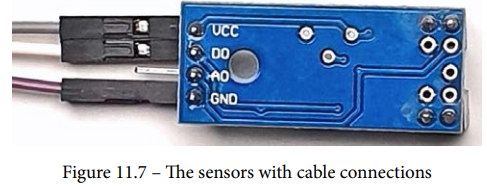 VCC
DO
AO
GND
Figure 11.7 – The sensors with cable connections